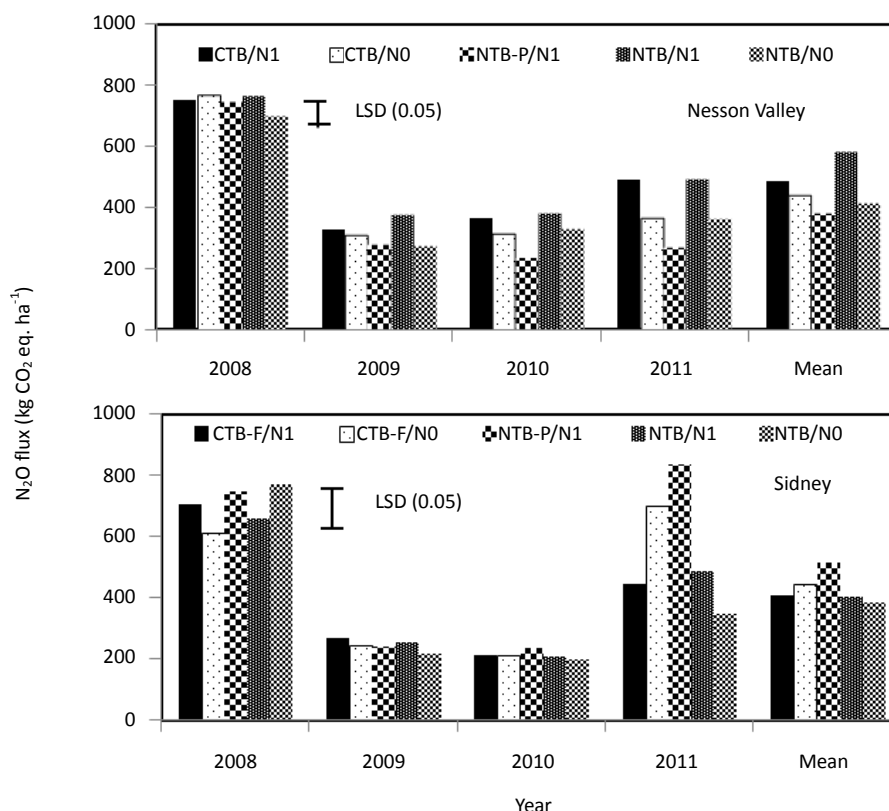 N₂O flux (kg CO₂ eq. ha⁻¹)
1000
800
600
400
200
0
CTB/N1 CTB/N0 NTB-P/N1 NTB/N1 NTB/N0
LSD (0.05)
Nesson Valley
2008 2009 2010 2011 Mean
1000
800
600
400
200
0
CTB-F/N1 CTB-F/N0 NTB-P/N1 NTB/N1 NTB/N0
LSD (0.05)
Sidney
2008 2009 2010 2011 Mean
Year